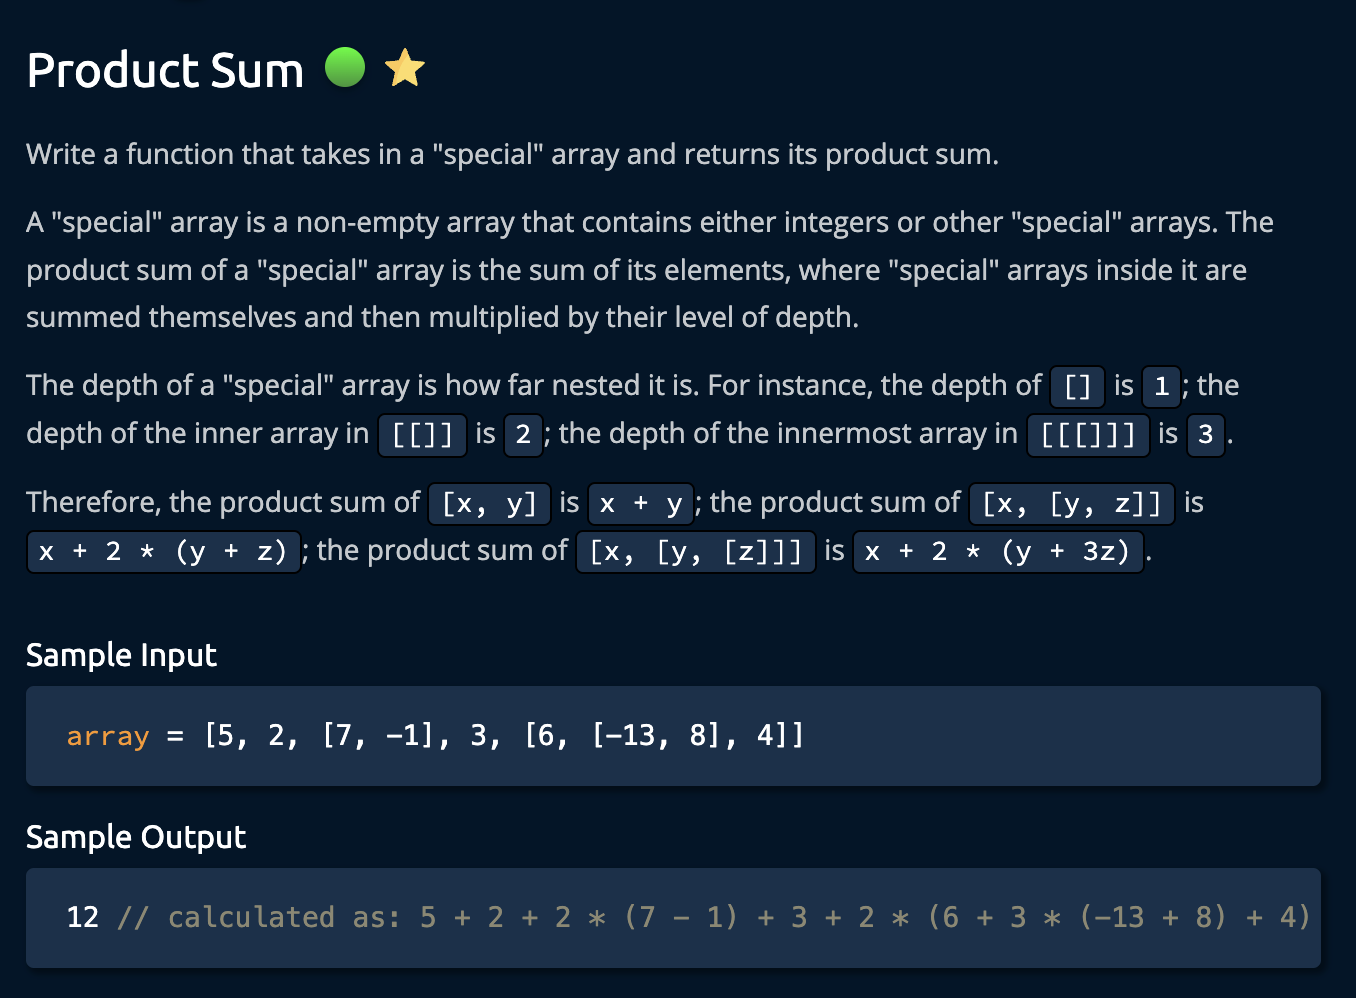 Product Sum
Write a function that takes in a "special" array and returns its product sum.
A "special" array is a non-empty array that contains either integers or other "special" arrays. The
product sum of a "special" array is the sum of its elements, where "special" arrays inside it are
summed themselves and then multiplied by their level of depth.
The depth of a "special" array is how far nested it is. For instance, the depth of [] is 1; the
depth of the inner array in [[]] is 2; the depth of the innermost array in [[[]]] is 3.
Therefore, the product sum of [x, y] is x + y; the product sum of [x, [y, z]] is
x + 2 * (y + z); the product sum of [x, [y, [z]]] is x + 2 * (y + 3z).
Sample Input
array = [5, 2, [7, -1], 3, [6, [-13, 8], 4]]
Sample Output
12 // calculated as: 5 + 2 + 2 * (7 - 1) + 3 + 2 * (6 + 3 * (-13 + 8) + 4)